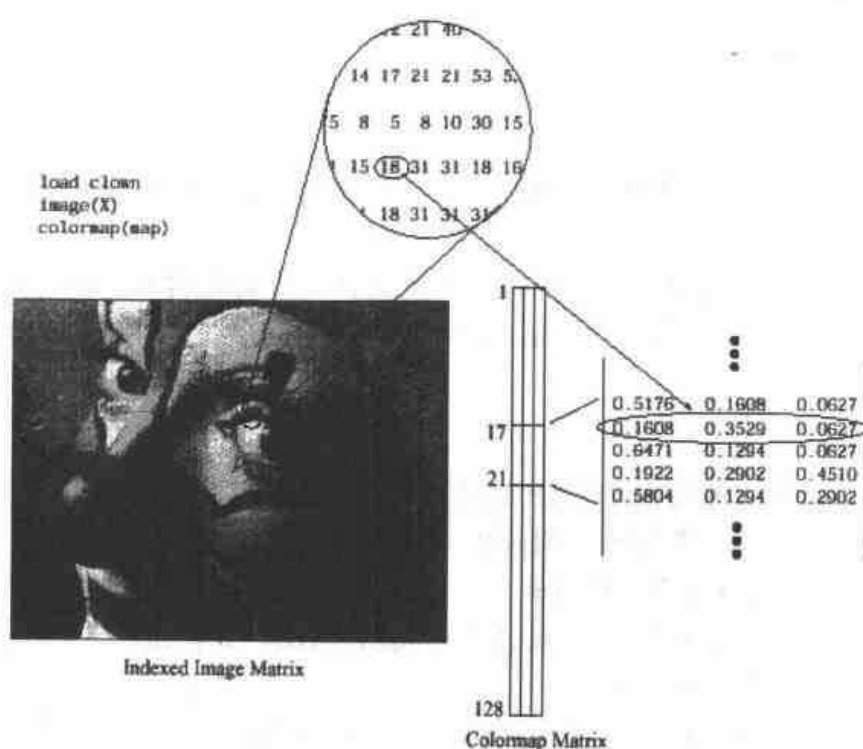 21 40
14 17 21 21 53
5 8 5 8 10 30 15
15 18 31 31 18 16
18 31 31 31
load clown
image(X)
colormap(map)
1
17
21
128
0.5176 0.1608 0.0627
0.1608 0.3529 0.0627
0.6471 0.1294 0.0627
0.1922 0.2902 0.4510
0.5804 0.1294 0.2902
Indexed Image Matrix
Colormap Matrix